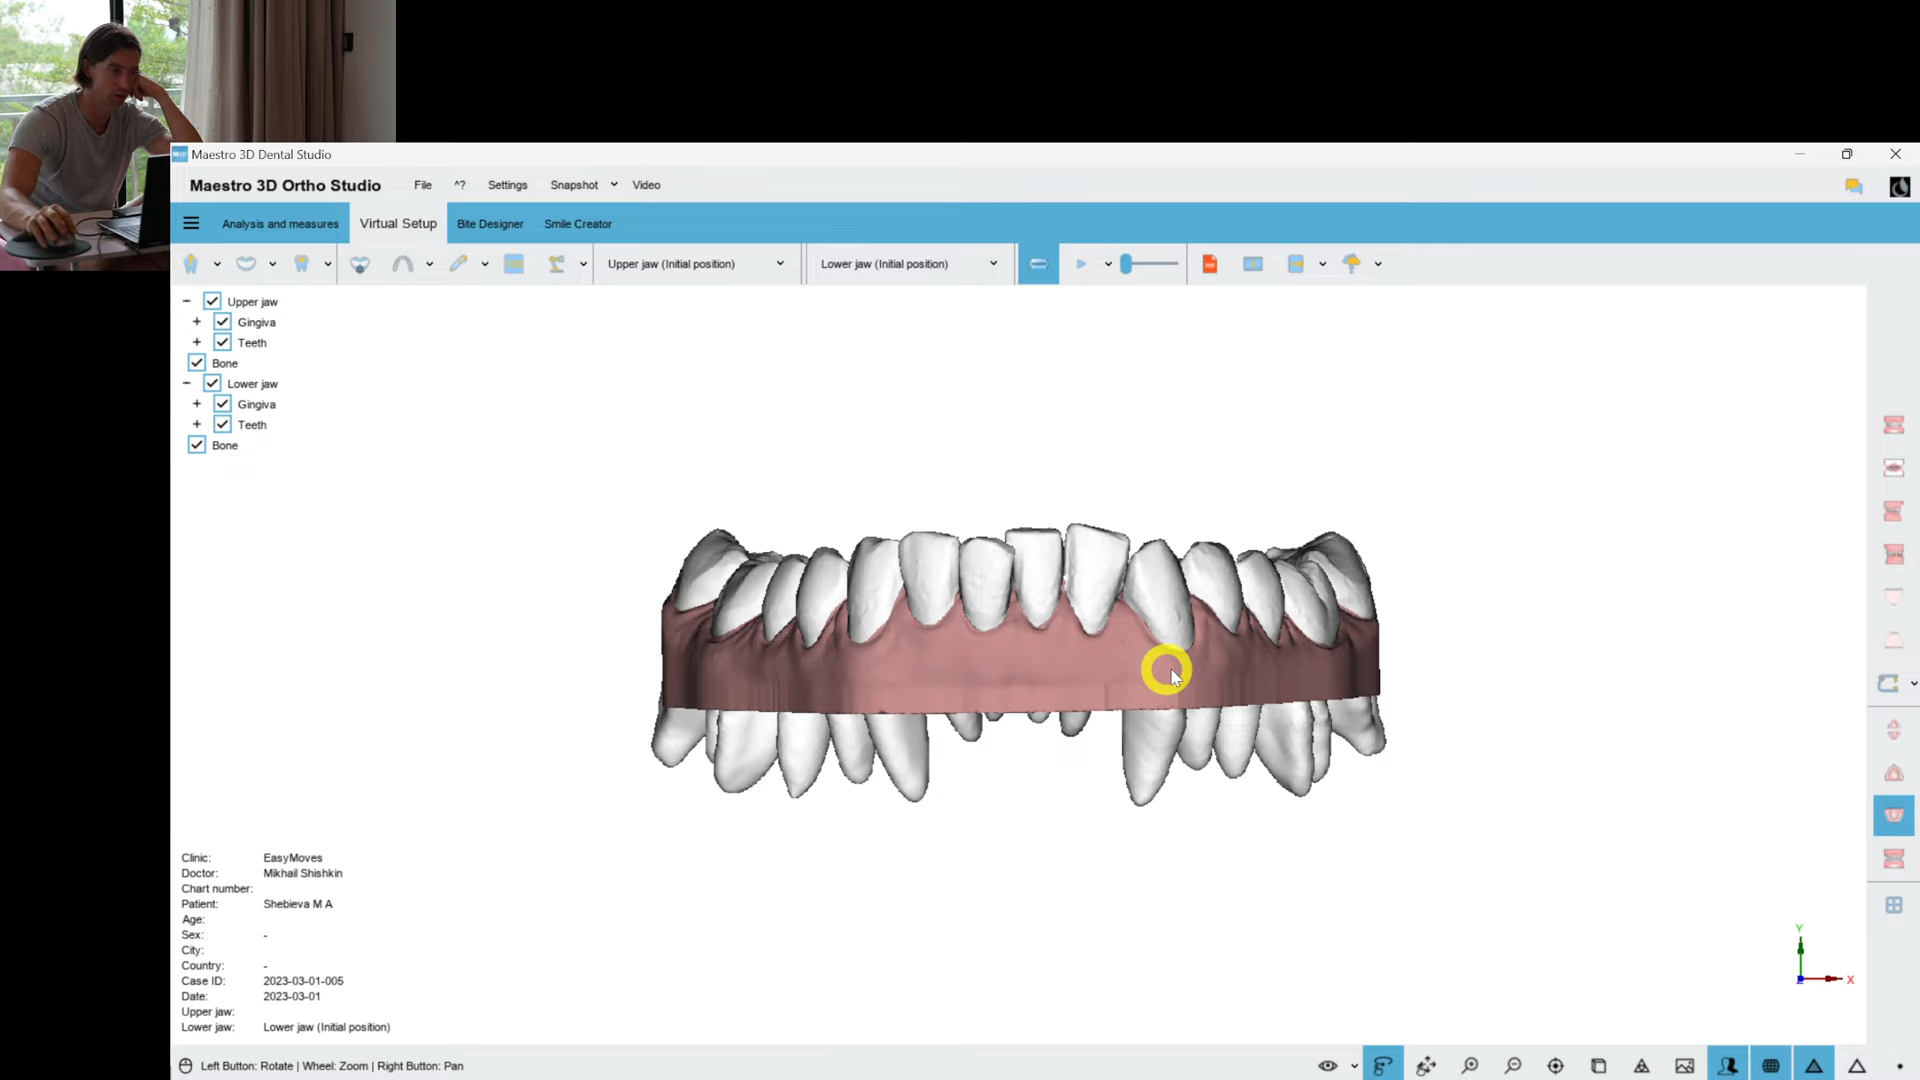 Maestro 3D Dental Studio
Maestro 3D Ortho Studio File ^? Settings Snapshot Video
Analysis and measures Virtual Setup Bite Designer Smile Creator
Upper jaw (Initial position) Lower jaw (Initial position)
Upper jaw
Gingiva
Teeth
Bone
Lower jaw
Gingiva
Teeth
Bone
Clinic: EasyMoves
Doctor: Mikhail Shishkin
Chart number:
Patient: Shebieva M A
Age:
Sex: -
City:
Country: -
Case ID: 2023-03-01-005
Date: 2023-03-01
Upper jaw:
Lower jaw: Lower jaw (Initial position)
Y
X
Left Button: Rotate | Wheel: Zoom | Right Button: Pan